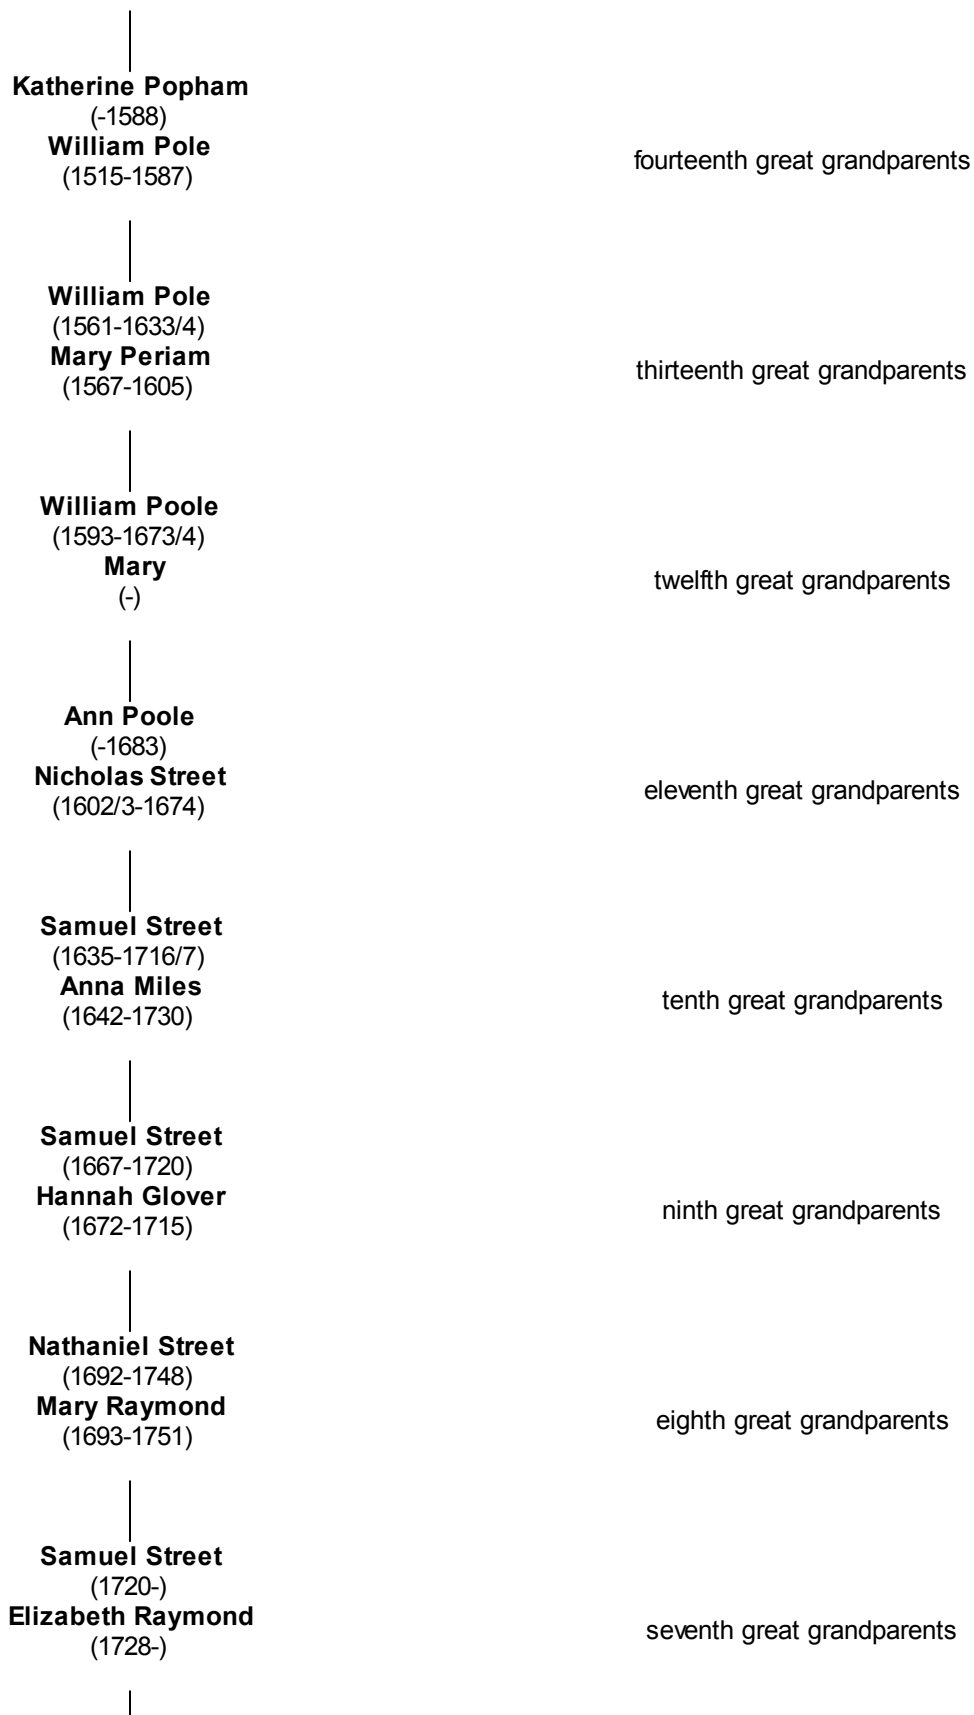 Katherine Popham
(-1588)
William Pole
(1515-1587)
fourteenth great grandparents
William Pole
(1561-1633/4)
Mary Periam
(1567-1605)
thirteenth great grandparents
William Poole
(1593-1673/4)
Mary
(-)
twelfth great grandparents
Ann Poole
(-1683)
Nicholas Street
(1602/3-1674)
eleventh great grandparents
Samuel Street
(1635-1716/7)
Anna Miles
(1642-1730)
tenth great grandparents
Samuel Street
(1667-1720)
Hannah Glover
(1672-1715)
ninth great grandparents
Nathaniel Street
(1692-1748)
Mary Raymond
(1693-1751)
eighth great grandparents
Samuel Street
(1720-)
Elizabeth Raymond
(1728-)
seventh great grandparents